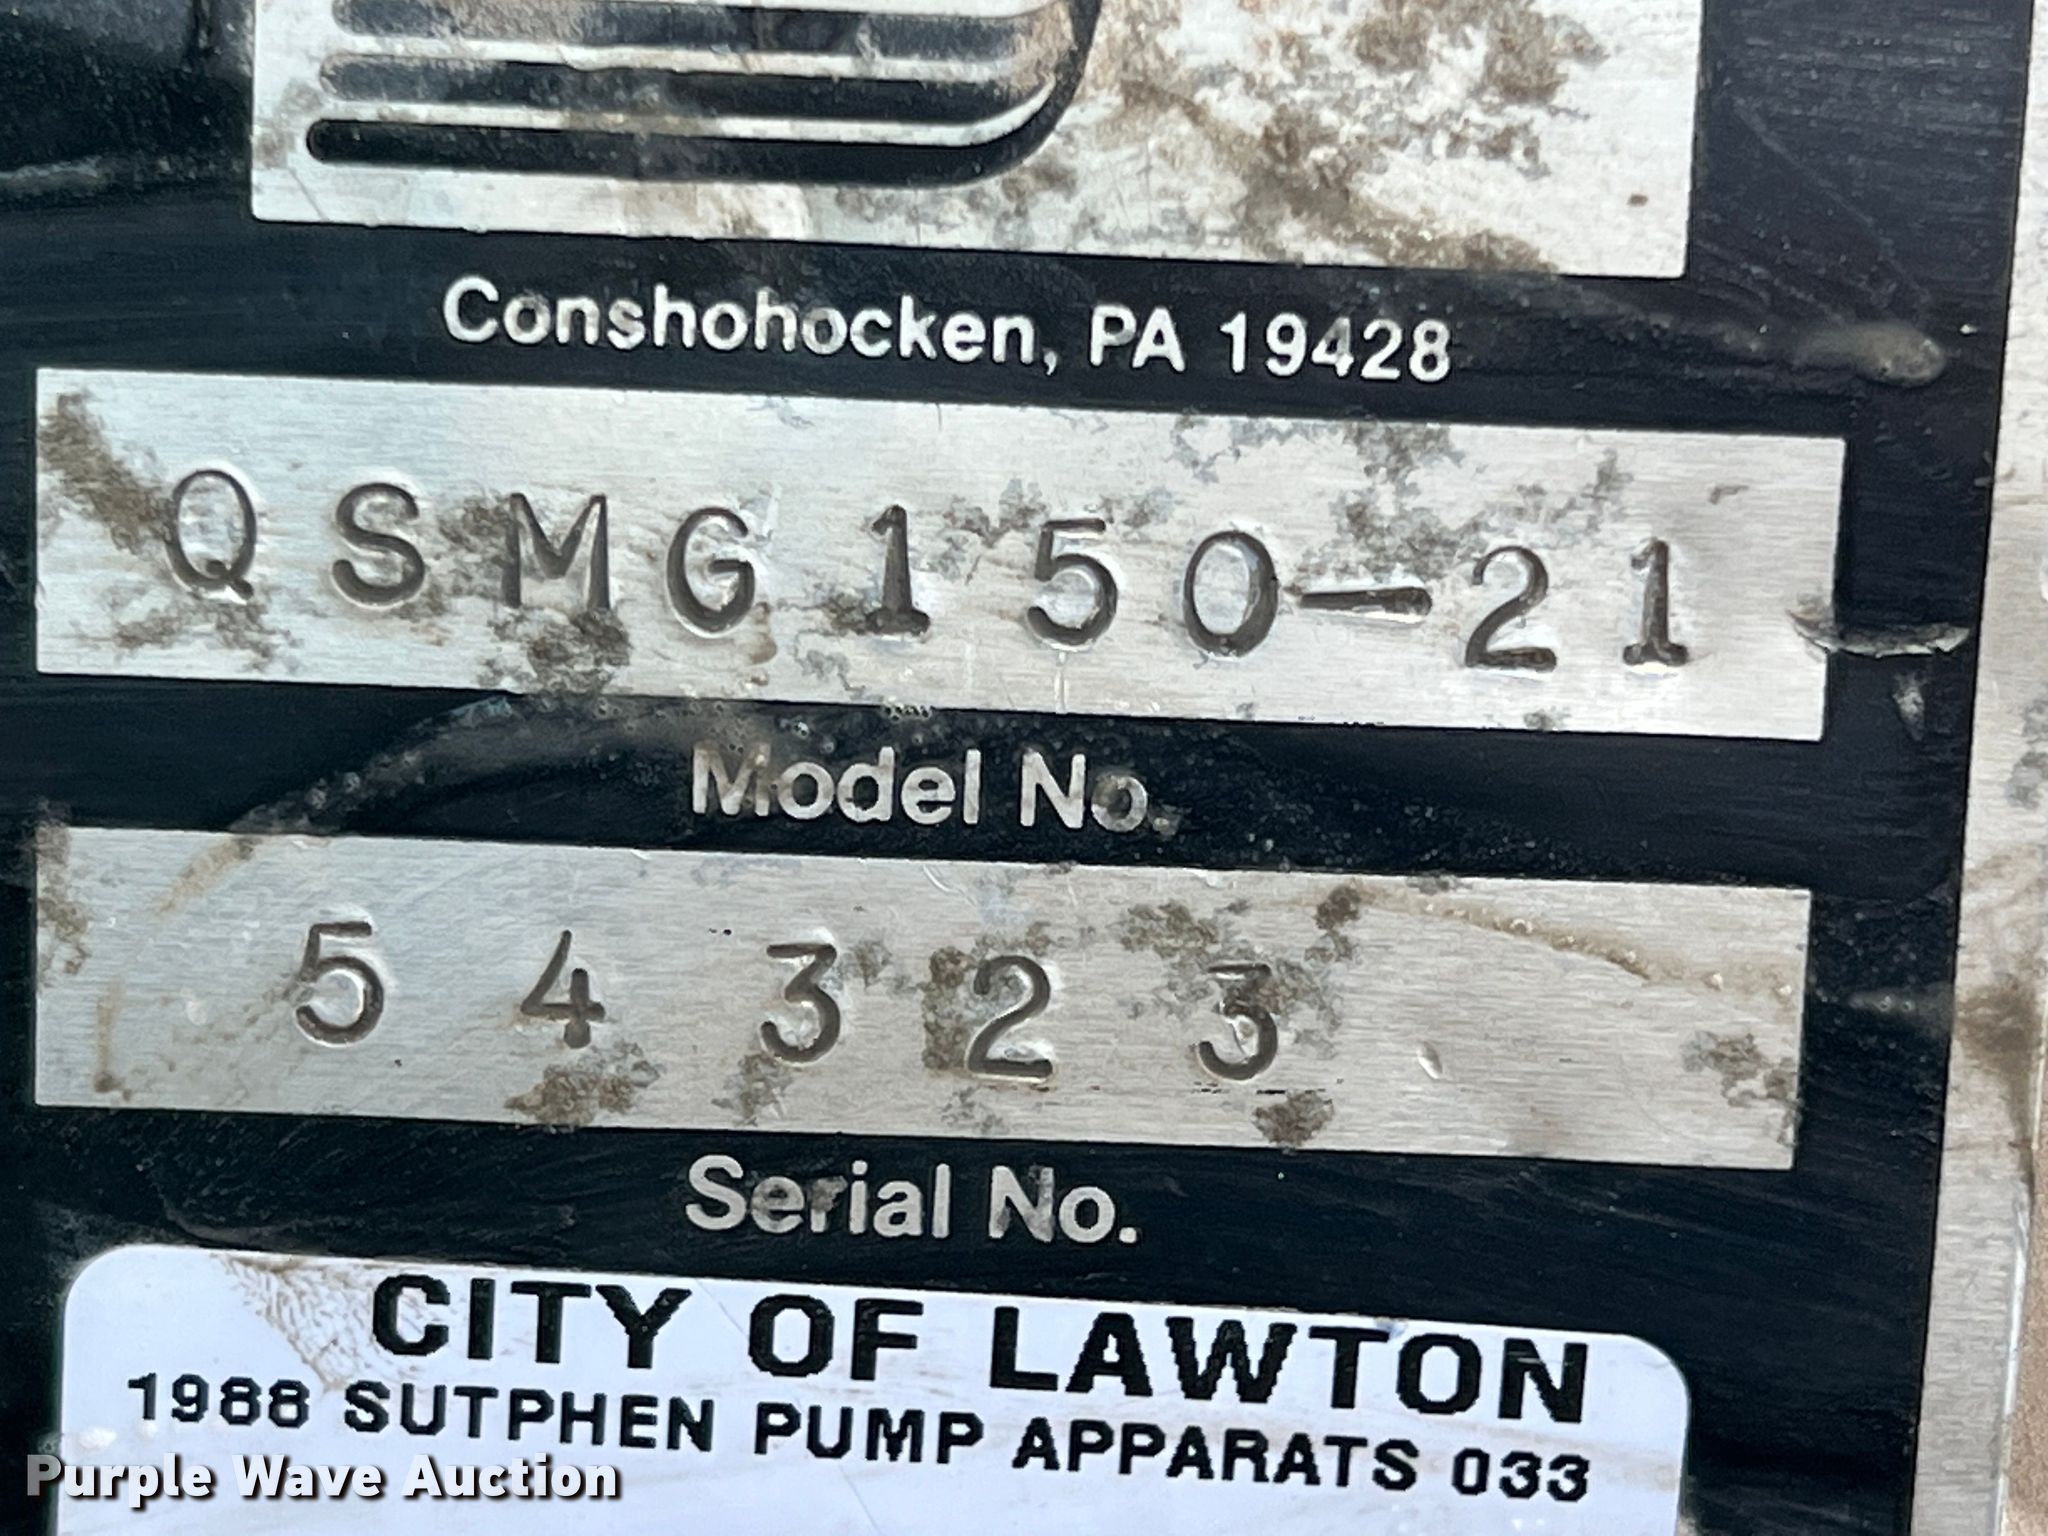 Conshohocken, PA 19428
QSMG150-21
Model No.
54323
Serial No.
CITY OF LAWTON
1988 SUTPHEN PUMP APPARATS 033
Purple Wave Auction